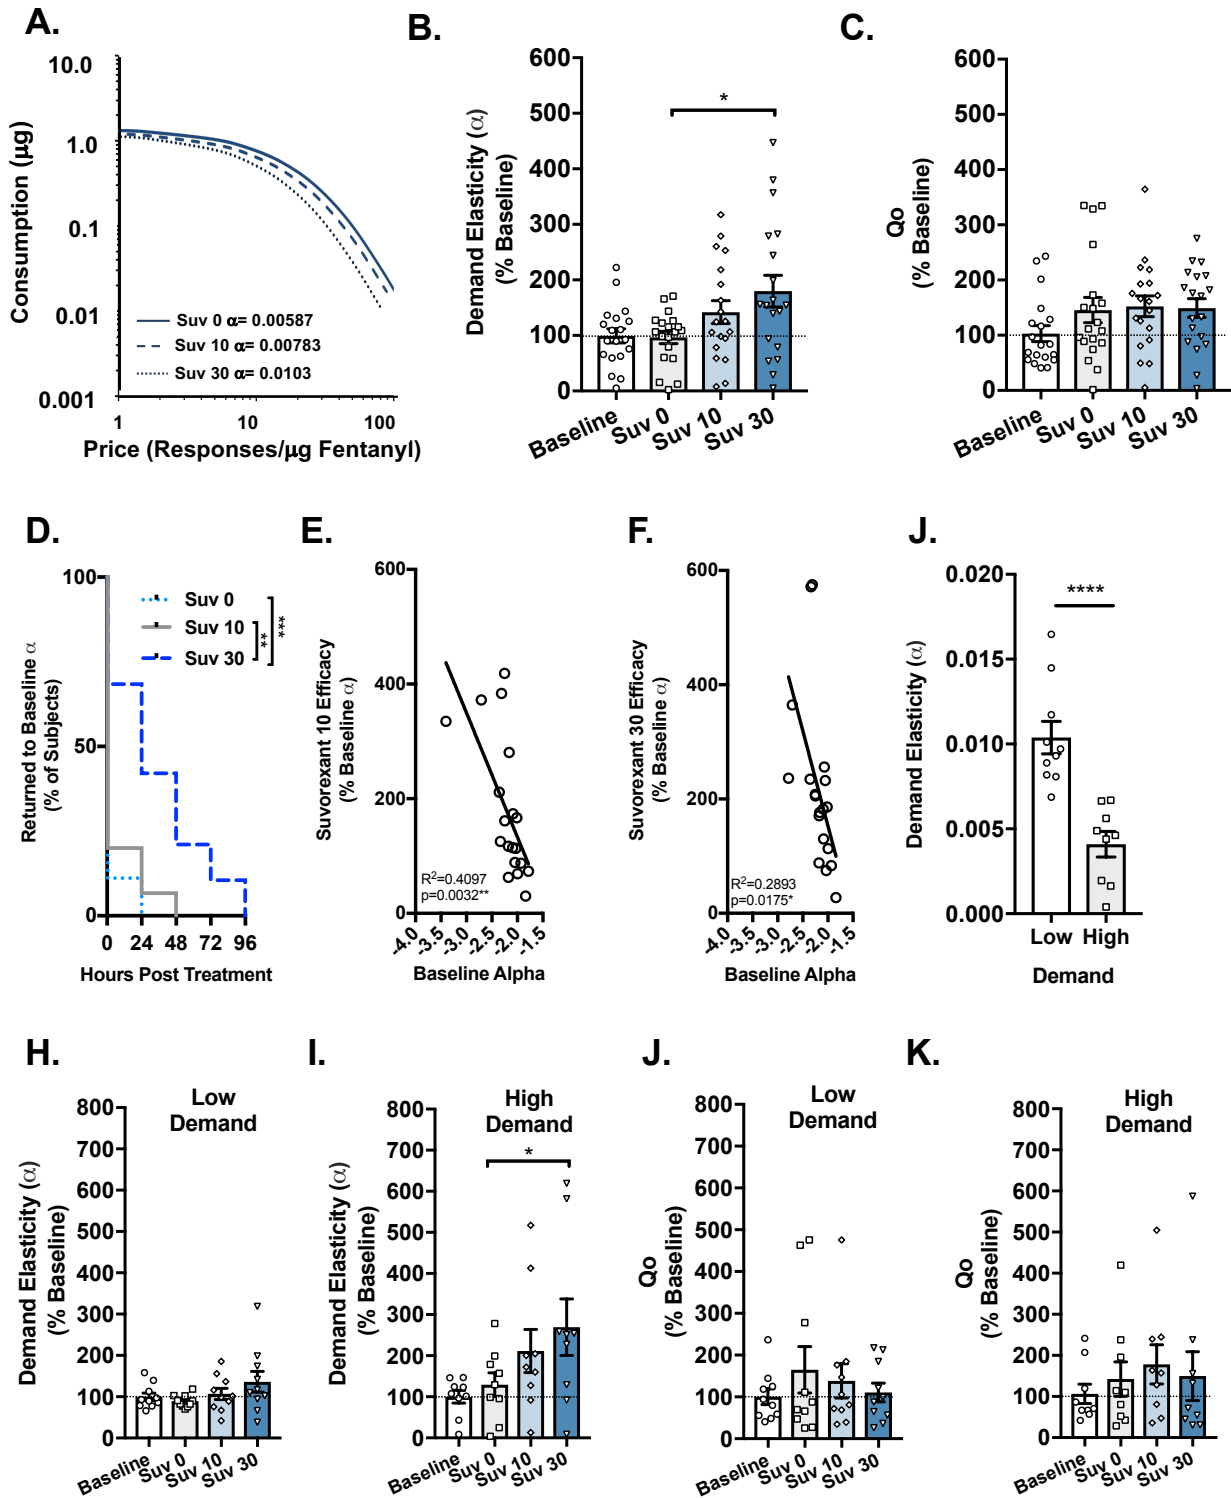 A.
10.0
1.0
0.1
0.01
0.001
Consumption (µg)
Suv 0 α= 0.00587
Suv 10 α= 0.00783
Suv 30 α= 0.0103
1
10
100
Price (Responses/µg Fentanyl)
B.
600
500
400
300
200
100
0
Demand Elasticity (α)
(% Baseline)
*
Baseline
Suv 0
Suv 10
Suv 30
C.
600
500
400
300
200
100
0
Qo
(% Baseline)
Baseline
Suv 0
Suv 10
Suv 30
D.
100
50
0
Returned to Baseline α
(% of Subjects)
Suv 0
Suv 10
Suv 30
**
***
0 24 48 72 96
Hours Post Treatment
E.
600
400
200
0
Suvorexant 10 Efficacy
(% Baseline α)
R²=0.4097
p=0.0032**
-4.0 -3.5 -3.0 -2.5 -2.0 -1.5
Baseline Alpha
F.
600
400
200
0
Suvorexant 30 Efficacy
(% Baseline α)
R²=0.2893
p=0.0175*
-4.0 -3.5 -3.0 -2.5 -2.0 -1.5
Baseline Alpha
J.
0.020
0.015
0.010
0.005
0.000
Demand Elasticity (α)
****
Low High
Demand
H.
Low
Demand
800
700
600
500
400
300
200
100
0
Demand Elasticity (α)
(% Baseline)
Baseline
Suv 0
Suv 10
Suv 30
I.
High
Demand
800
700
600
500
400
300
200
100
0
Demand Elasticity (α)
(% Baseline)
*
Baseline
Suv 0
Suv 10
Suv 30
J.
Low
Demand
800
700
600
500
400
300
200
100
0
Qo
(% Baseline)
Baseline
Suv 0
Suv 10
Suv 30
K.
High
Demand
800
700
600
500
400
300
200
100
0
Qo
(% Baseline)
Baseline
Suv 0
Suv 10
Suv 30